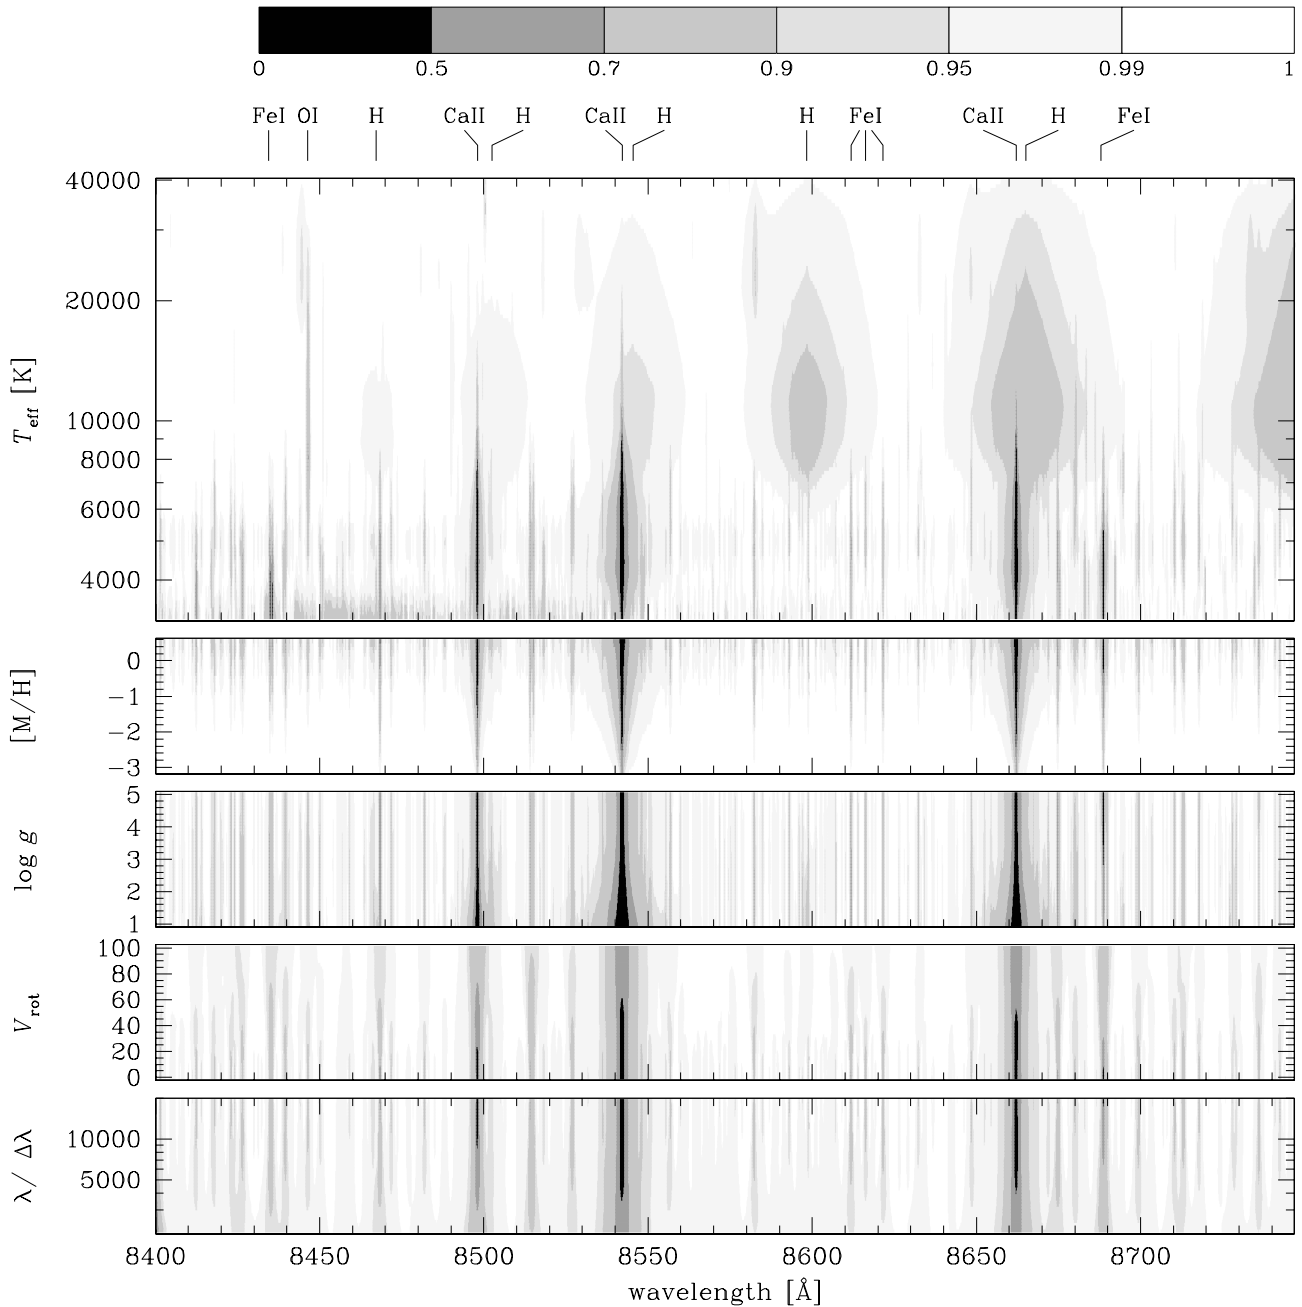 0 0.5 0.7 0.9 0.95 0.99 1
FeI OI H CaII H CaII H H FeI CaII H FeI
40000
20000
10000
8000
6000
4000
T eff [K]
0
−1
−2
−3
[M/H]
5
4
3
2
1
log g
100
80
60
40
20
0
V rot
10000
5000
λ/ Δλ
8400 8450 8500 8550 8600 8650 8700
wavelength [Å]